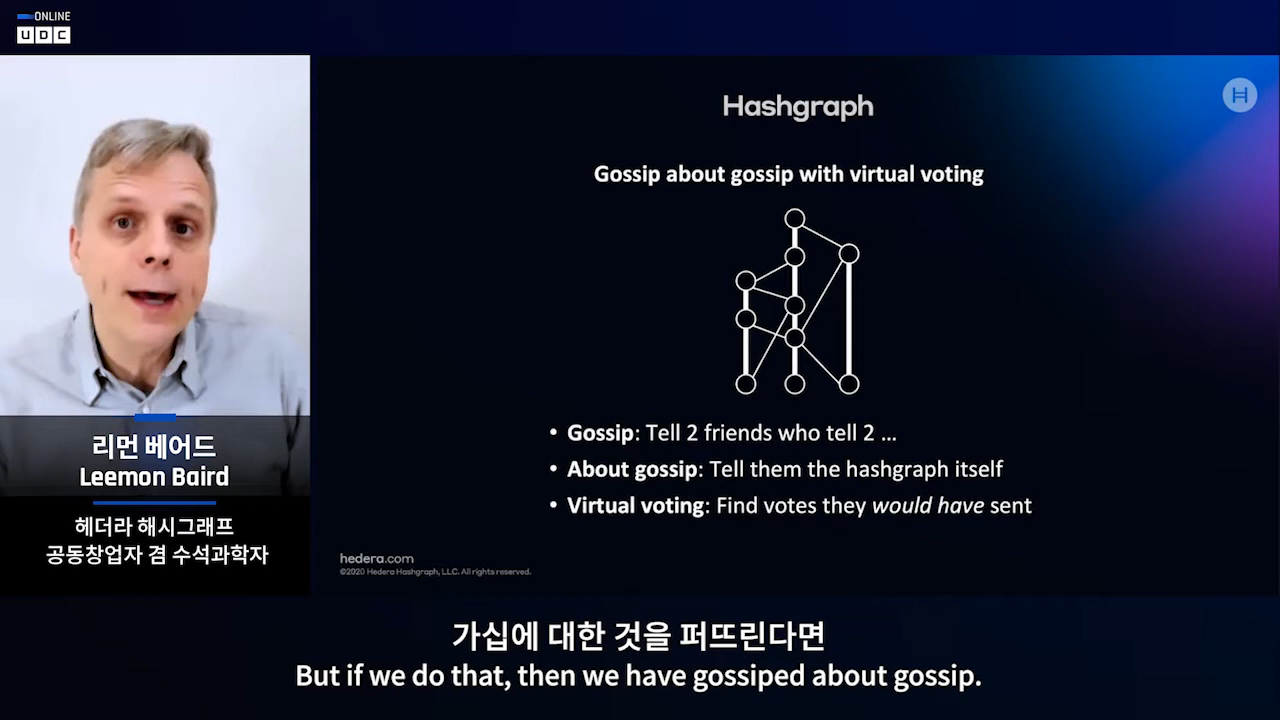 ONLINE
UDC
Hashgraph
Gossip about gossip with virtual voting
• Gossip: Tell 2 friends who tell 2 ...
• About gossip: Tell them the hashgraph itself
• Virtual voting: Find votes they would have sent
hedera.com
©2020 Hedera Hashgraph, LLC. All rights reserved.
H
리먼 베어드
Leemon Baird
헤더라 해시그래프
공동창업자 겸 수석과학자
가십에 대한 것을 퍼뜨린다면
But if we do that, then we have gossiped about gossip.